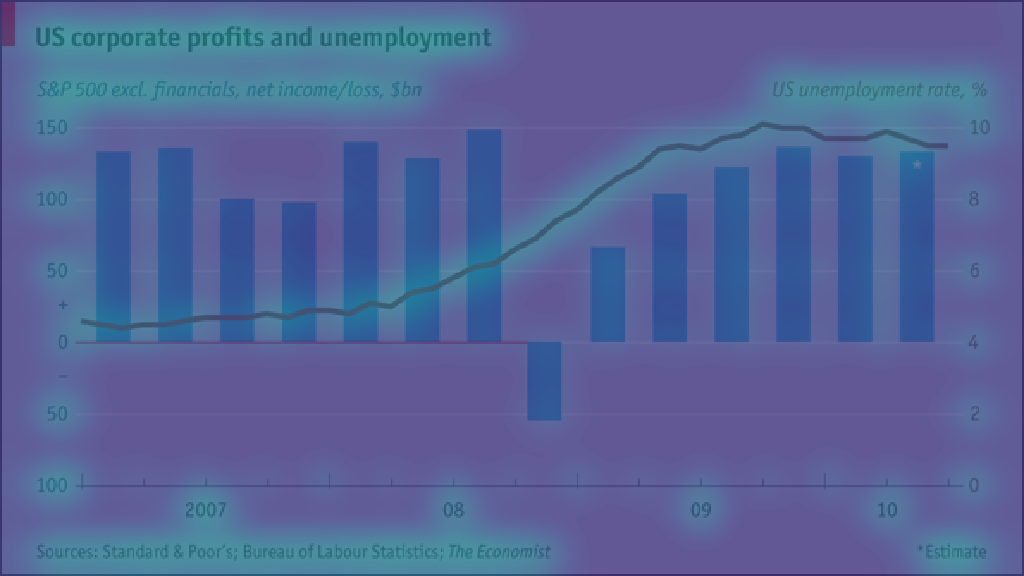 US corporate profits and unemployment
S&P 500 excl. financials, net income/loss, $bn
US unemployment rate, %
150 10
100 8
50 6
+
0 4
–
50 2
100 0
2007 08 09 10
*
Sources: Standard & Poor's; Bureau of Labour Statistics; The Economist
*Estimate